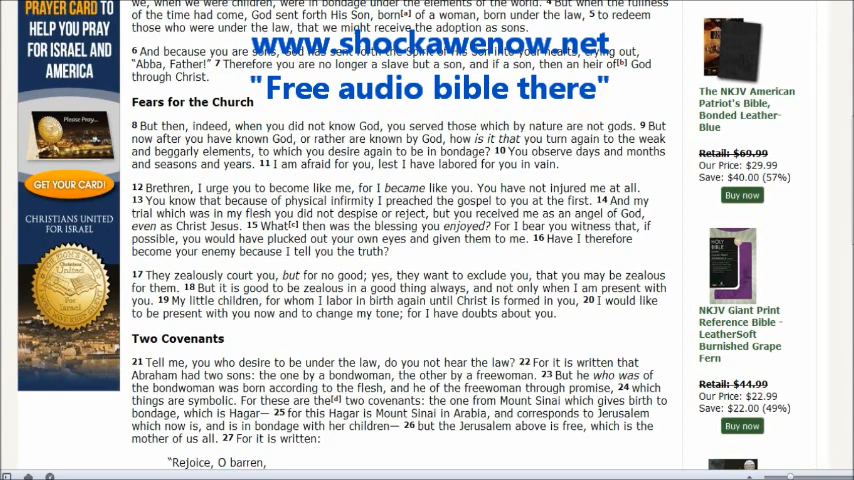 PRAYER CARD TO
HELP YOU PRAY
FOR ISRAEL AND
AMERICA
Please Pray...
GET YOUR CARD!
CHRISTIANS UNITED
FOR ISRAEL
Christians
United
For
Israel
we, when we were children, were in bondage under the elements of the world. 4 But when the fullness
of the time had come, God sent forth His Son, born[a] of a woman, born under the law, 5 to redeem
those who were under the law, that we might receive the adoption as sons.
www.shockawenow.net
6 And because you are sons, God has sent forth the Spirit of His Son into your hearts, crying out,
"Abba, Father!" 7 Therefore you are no longer a slave but a son, and if a son, then an heir of[b] God
through Christ.
"Free audio bible there"
Fears for the Church
8 But then, indeed, when you did not know God, you served those which by nature are not gods. 9 But
now after you have known God, or rather are known by God, how is it that you turn again to the weak
and beggarly elements, to which you desire again to be in bondage? 10 You observe days and months
and seasons and years. 11 I am afraid for you, lest I have labored for you in vain.
12 Brethren, I urge you to become like me, for I became like you. You have not injured me at all.
13 You know that because of physical infirmity I preached the gospel to you at the first. 14 And my
trial which was in my flesh you did not despise or reject, but you received me as an angel of God,
even as Christ Jesus. 15 What[c] then was the blessing you enjoyed? For I bear you witness that, if
possible, you would have plucked out your own eyes and given them to me. 16 Have I therefore
become your enemy because I tell you the truth?
17 They zealously court you, but for no good; yes, they want to exclude you, that you may be zealous
for them. 18 But it is good to be zealous in a good thing always, and not only when I am present with
you. 19 My little children, for whom I labor in birth again until Christ is formed in you, 20 I would like
to be present with you now and to change my tone; for I have doubts about you.
Two Covenants
21 Tell me, you who desire to be under the law, do you not hear the law? 22 For it is written that
Abraham had two sons: the one by a bondwoman, the other by a freewoman. 23 But he who was of
the bondwoman was born according to the flesh, and he of the freewoman through promise, 24 which
things are symbolic. For these are the[d] two covenants: the one from Mount Sinai which gives birth to
bondage, which is Hagar— 25 for this Hagar is Mount Sinai in Arabia, and corresponds to Jerusalem
which now is, and is in bondage with her children— 26 but the Jerusalem above is free, which is the
mother of us all. 27 For it is written:
"Rejoice, O barren,
The NKJV American
Patriot's Bible,
Bonded Leather-
Blue
Retail: $69.99
Our Price: $29.99
Save: $40.00 (57%)
Buy now
HOLY
BIBLE
NKJV Giant Print
Reference Bible -
LeatherSoft
Burnished Grape
Fern
Retail: $44.99
Our Price: $22.99
Save: $22.00 (49%)
Buy now